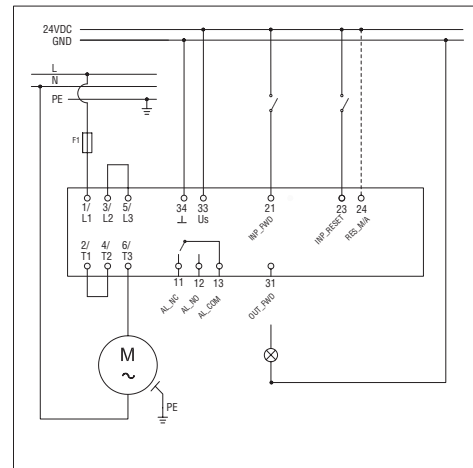 24VDC
GND
L
N
PE
F1
1/ 3/ 5/ 34 33 21 23 24
L1 L2 L3 ⊥ Us INP_FWD INP_RESET RES_M/A
2/ 4/ 6/
T1 T2 T3
11 12 13 31
AL_NC AL_NO AL_COM OUT_FWD
M
~
PE